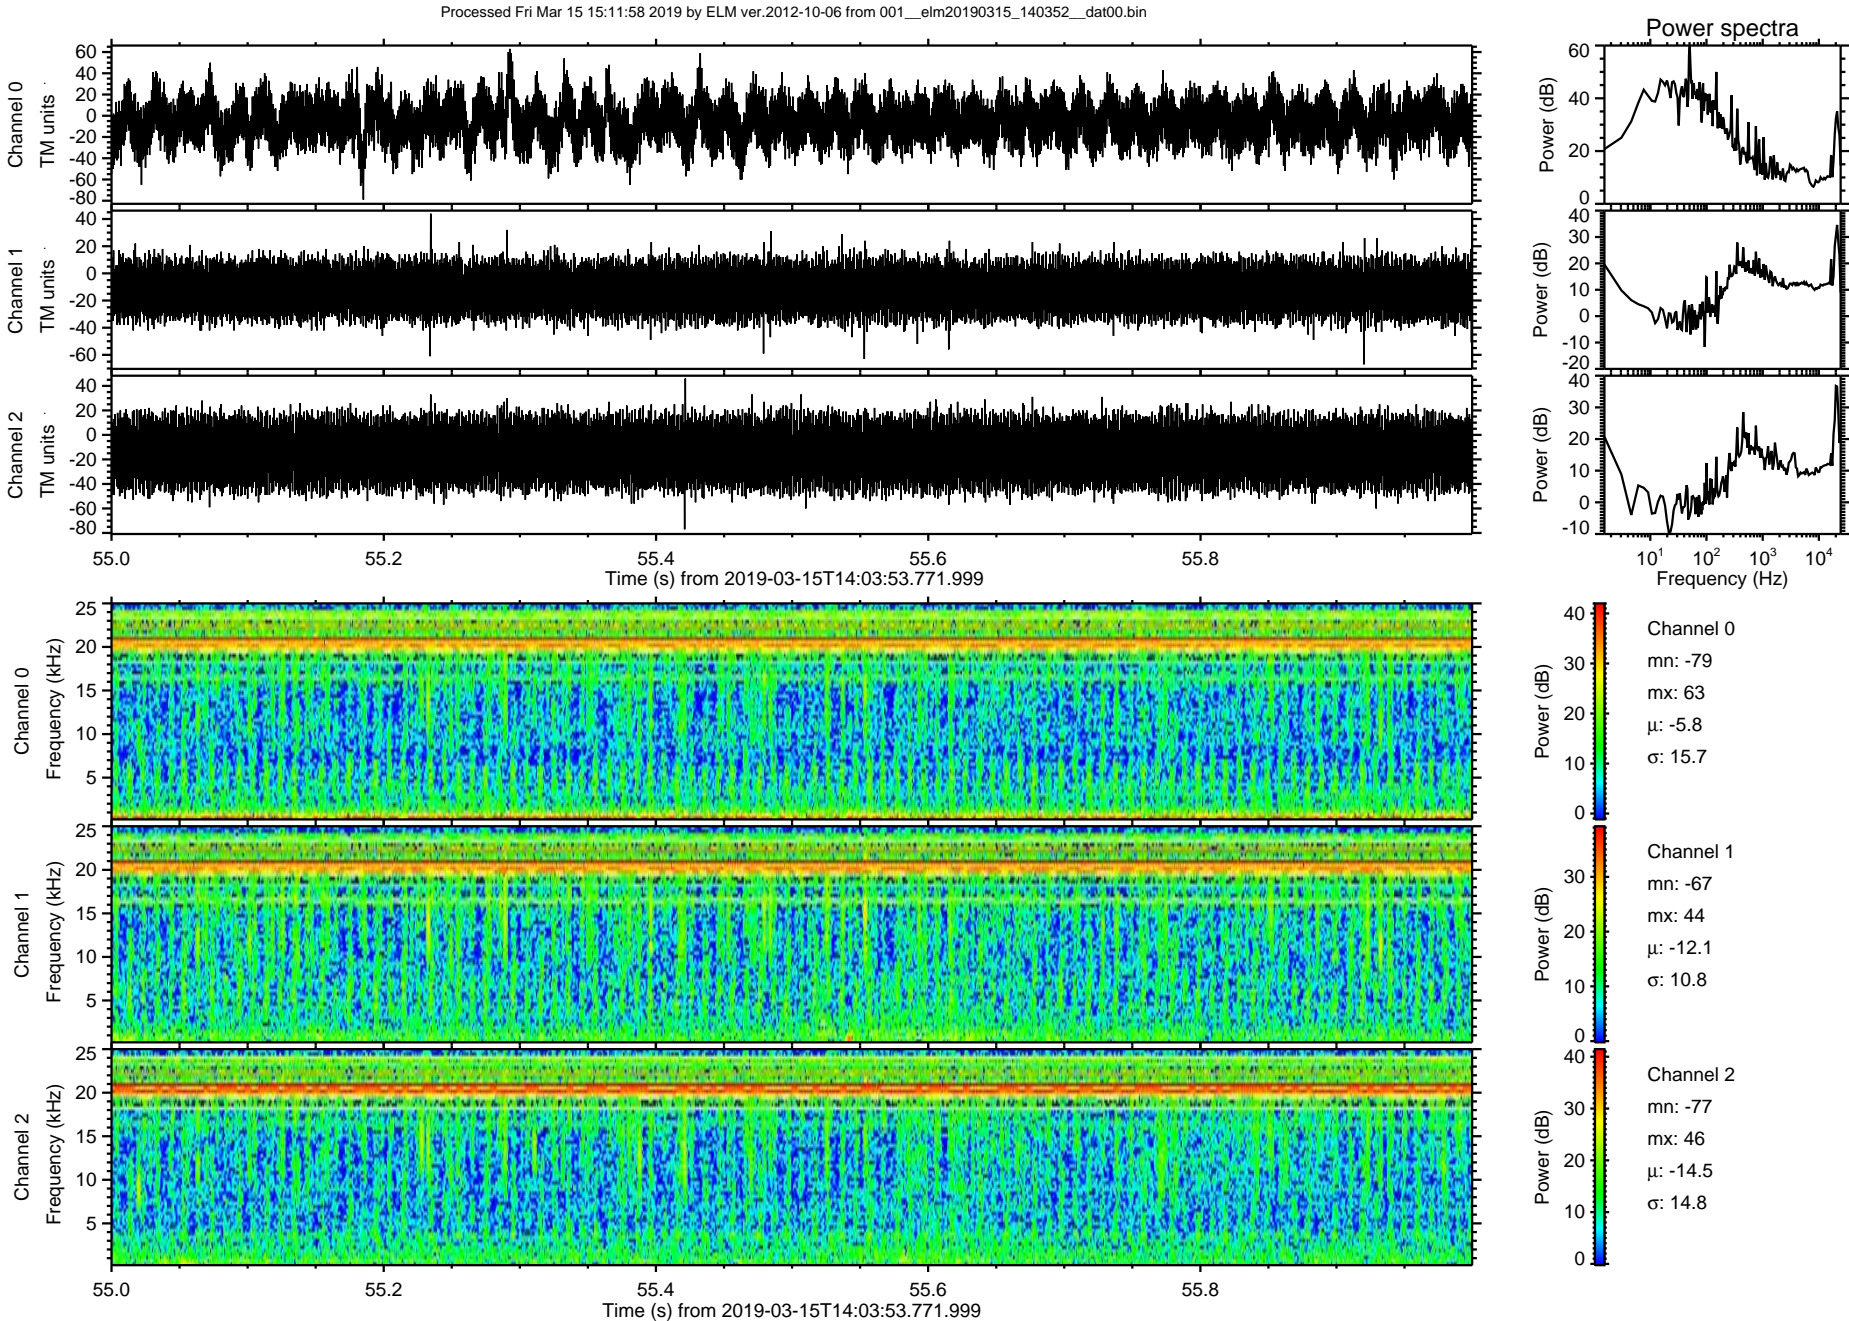 Processed Fri Mar 15 15:11:58 2019 by ELM ver.2012-10-06 from 001__elm20190315_140352__dat00.bin
Power spectra
Channel 0
TM units
60
40
20
0
-20
-40
-60
-80
Power (dB)
60
40
20
0
Channel 1
TM units
40
20
0
-20
-40
-60
Power (dB)
40
30
20
10
0
-10
-20
Channel 2
TM units
40
20
0
-20
-40
-60
-80
Power (dB)
40
30
20
10
0
-10
55.0 55.2 55.4 55.6 55.8
Time (s) from 2019-03-15T14:03:53.771.999
10¹ 10² 10³ 10⁴
Frequency (Hz)
Channel 0
Frequency (kHz)
25
20
15
10
5
Power (dB)
40
30
20
10
0
Channel 0
mn: -79
mx: 63
μ: -5.8
σ: 15.7
Channel 1
Frequency (kHz)
25
20
15
10
5
Power (dB)
30
20
10
0
Channel 1
mn: -67
mx: 44
μ: -12.1
σ: 10.8
Channel 2
Frequency (kHz)
25
20
15
10
5
Power (dB)
40
30
20
10
0
Channel 2
mn: -77
mx: 46
μ: -14.5
σ: 14.8
55.0 55.2 55.4 55.6 55.8
Time (s) from 2019-03-15T14:03:53.771.999